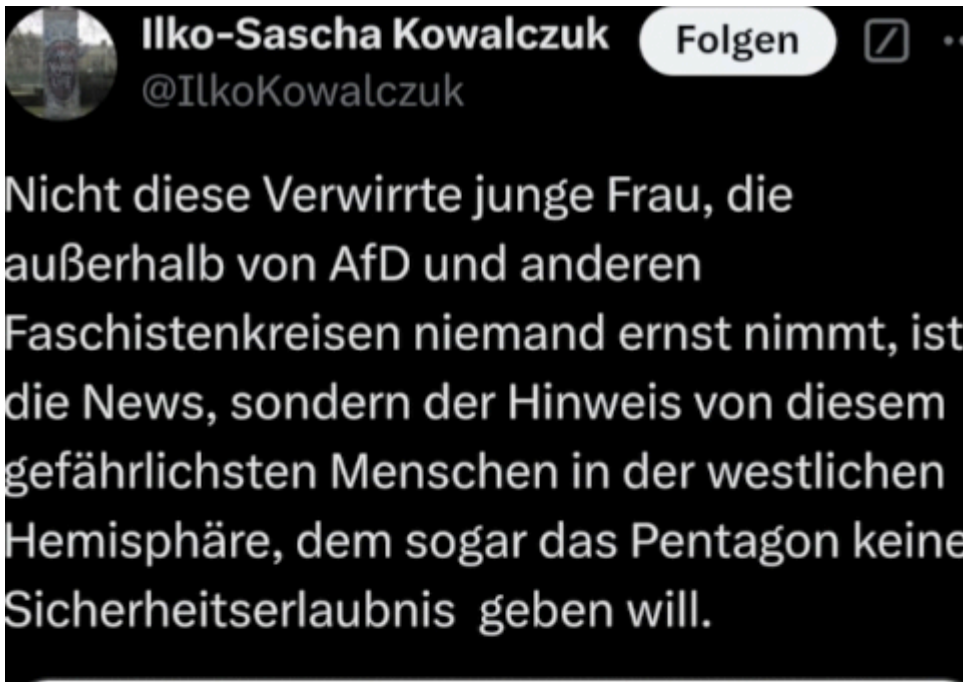 Ilko-Sascha Kowalczuk
Folgen
@IlkoKowalczuk
Nicht diese Verwirrte junge Frau, die
außerhalb von AfD und anderen
Faschistenkreisen niemand ernst nimmt, ist
die News, sondern der Hinweis von diesem
gefährlichsten Menschen in der westlichen
Hemisphäre, dem sogar das Pentagon keine
Sicherheitserlaubnis geben will.